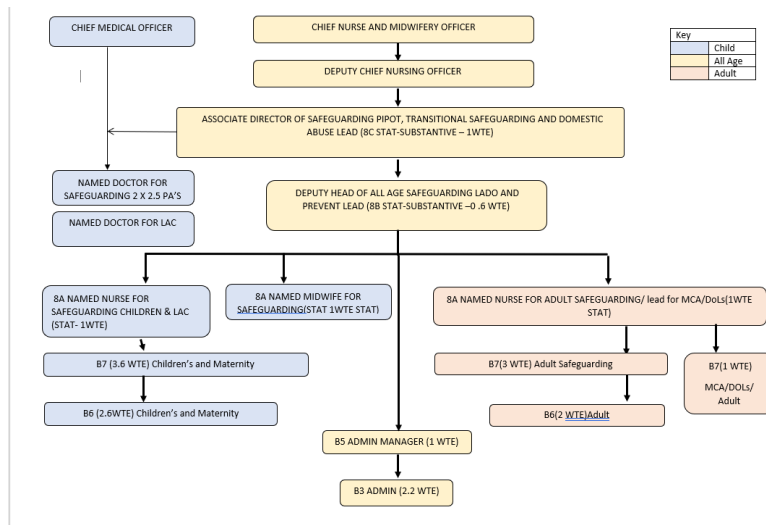 CHIEF MEDICAL OFFICER
CHIEF NURSE AND MIDWIFERY OFFICER
Key
Child
All Age
Adult
DEPUTY CHIEF NURSING OFFICER
ASSOCIATE DIRECTOR OF SAFEGUARDING PIPOT, TRANSITIONAL SAFEGUARDING AND DOMESTIC
ABUSE LEAD (8C STAT-SUBSTANTIVE – 1WTE)
NAMED DOCTOR FOR
SAFEGUARDING 2 X 2.5 PA'S
NAMED DOCTOR FOR LAC
DEPUTY HEAD OF ALL AGE SAFEGUARDING LADO AND
PREVENT LEAD (8B STAT-SUBSTANTIVE –0 .6 WTE)
8A NAMED NURSE FOR
SAFEGUARDING CHILDREN & LAC
(STAT- 1WTE)
8A NAMED MIDWIFE FOR
SAFEGUARDING(STAT 1WTE STAT)
8A NAMED NURSE FOR ADULT SAFEGUARDING/ lead for MCA/DoLs(1WTE
STAT)
B7 (3.6 WTE) Children's and Maternity
B7(3 WTE) Adult Safeguarding
B7(1 WTE)
MCA/DOLs/
Adult
B6 (2.6WTE) Children's and Maternity
B6(2 WTE)Adult
B5 ADMIN MANAGER (1 WTE)
B3 ADMIN (2.2 WTE)